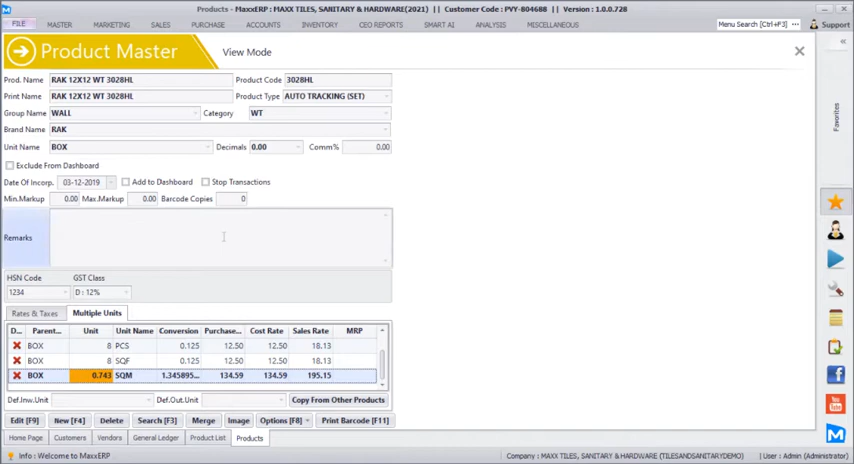 Products - MaxxERP : MAXX TILES, SANITARY & HARDWARE(2021) || Customer Code : PVY-804688 || Version : 1.0.0.728
FILE MASTER MARKETING SALES PURCHASE ACCOUNTS INVENTORY CEO REPORTS SMART AI ANALYSIS MISCELLANEOUS Menu Search [Ctrl+F3] Support
Product Master View Mode
Prod. Name RAK 12X12 WT 3028HL Product Code 3028HL
Print Name RAK 12X12 WT 3028HL Product Type AUTO TRACKING (SET)
Group Name WALL Category WT
Brand Name RAK
Unit Name BOX Decimals 0.00 Comm% 0.00
Exclude From Dashboard
Date Of Incorp. 03-12-2019 Add to Dashboard Stop Transactions
Min.Markup 0.00 Max.Markup 0.00 Barcode Copies 0
Remarks
HSN Code GST Class
1234 D : 12%
Rates & Taxes Multiple Units
D... Parent... Unit Unit Name Conversion Purchase... Cost Rate Sales Rate MRP
BOX 8 PCS 0.125 12.50 12.50 18.13
BOX 8 SQF 0.125 12.50 12.50 18.13
BOX 0.743 SQM 1.345895... 134.59 134.59 195.15
Def.Inw.Unit Def.Out.Unit Copy From Other Products
Edit [F9] New [F4] Delete Search [F3] Merge Image Options [F8] Print Barcode [F11]
Home Page Customers Vendors General Ledger Product List Products
Info : Welcome to MaxxERP Company : MAXX TILES, SANITARY & HARDWARE (TILESANDSANITARYDEMO) User : Admin (Administrator)
Favorites
You
Tube